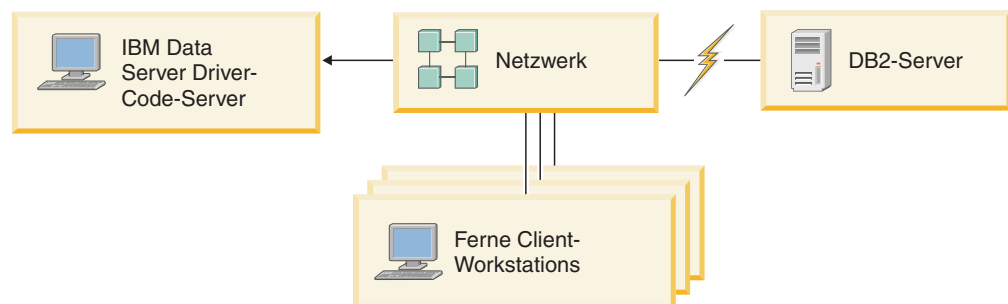 IBM Data
Server Driver-
Code-Server
Netzwerk
DB2-Server
Ferne Client-
Workstations